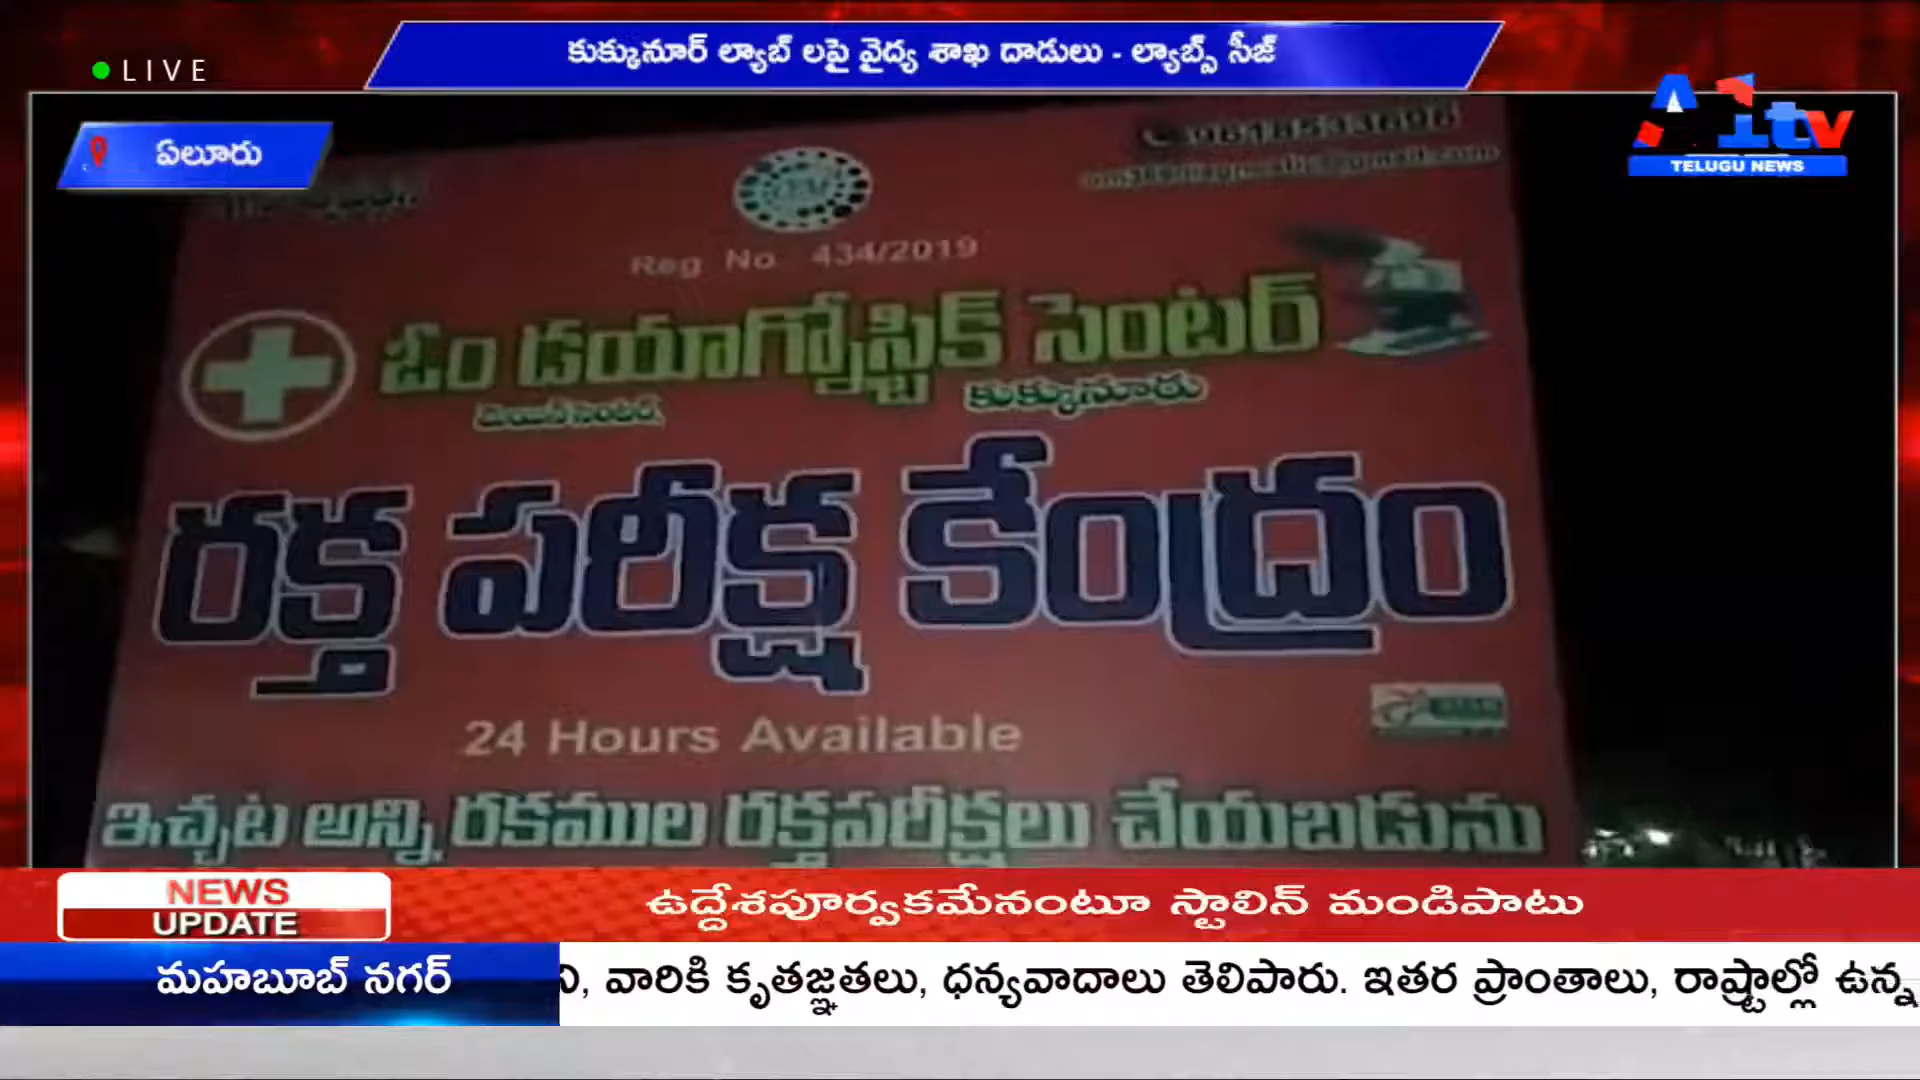 LIVE
కుక్కునూర్ ల్యాబ్ లపై వైద్య శాఖ దాడులు - ల్యాబ్స్ సీజ్
ఏలూరు
A1tv
TELUGU NEWS
Reg No. 434/2019
ఓం డయాగ్నోస్టిక్ సెంటర్
కుక్కునూరు
రక్త పరీక్ష కేంద్రం
24 Hours Available
ఇచ్చట అన్ని రకముల రక్తపరీక్షలు చేయబడును
NEWS
UPDATE
ఉద్దేశపూర్వకమేనంటూ స్టాలిన్ మండిపాటు
మహబూబ్ నగర్
ని, వారికి కృతజ్ఞతలు, ధన్యవాదాలు తెలిపారు. ఇతర ప్రాంతాలు, రాష్ట్రాల్లో ఉన్న